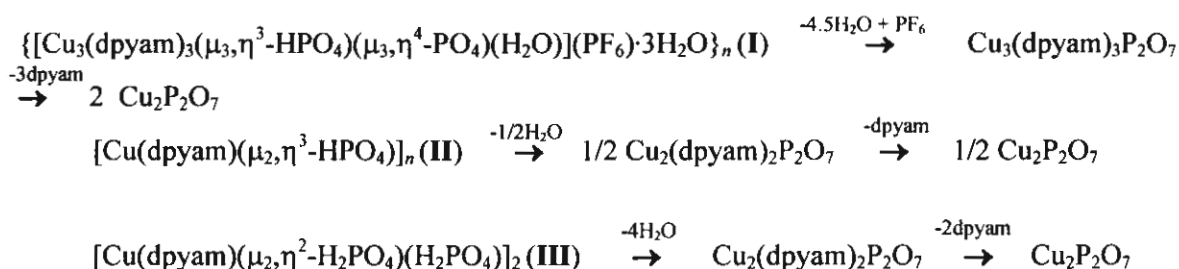 {[Cu₃(dpyam)₃(μ₃,η³-HPO₄)(μ₃,η⁴-PO₄)(H₂O)](PF₆)·3H₂O}ₙ (I) -4.5H₂O + PF₆ → Cu₃(dpyam)₃P₂O₇
-3dpyam → 2 Cu₂P₂O₇
[Cu(dpyam)(μ₂,η³-HPO₄)]ₙ (II) -1/2H₂O → 1/2 Cu₂(dpyam)₂P₂O₇ -dpyam → 1/2 Cu₂P₂O₇
[Cu(dpyam)(μ₂,η²-H₂PO₄)(H₂PO₄)]₂ (III) -4H₂O → Cu₂(dpyam)₂P₂O₇ -2dpyam → Cu₂P₂O₇